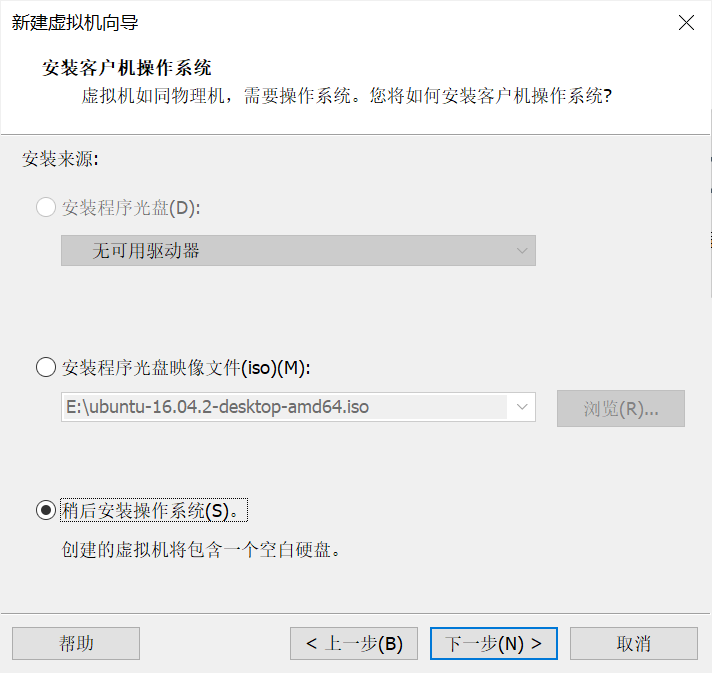 新建虚拟机向导
安装客户机操作系统
虚拟机如同物理机，需要操作系统。您将如何安装客户机操作系统?
安装来源:
安装程序光盘(D):
无可用驱动器
安装程序光盘映像文件(iso)(M):
E:\ubuntu-16.04.2-desktop-amd64.iso
浏览(R)...
稍后安装操作系统(S)。
创建的虚拟机将包含一个空白硬盘。
帮助
< 上一步(B)
下一步(N) >
取消